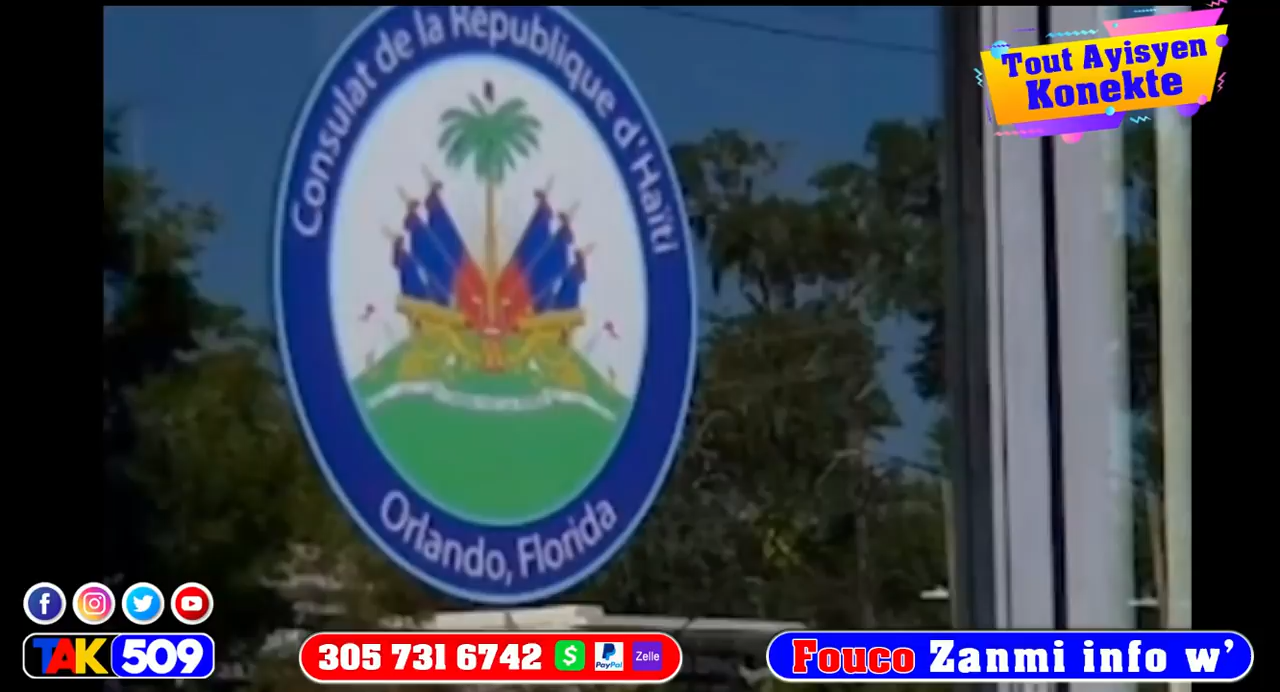 Consulat de la République d'Haïti
Orlando, Florida
Tout Ayisyen
Konekte
TAK 509
305 731 6742
PayPal
Zelle
Fouco Zanmi info w'